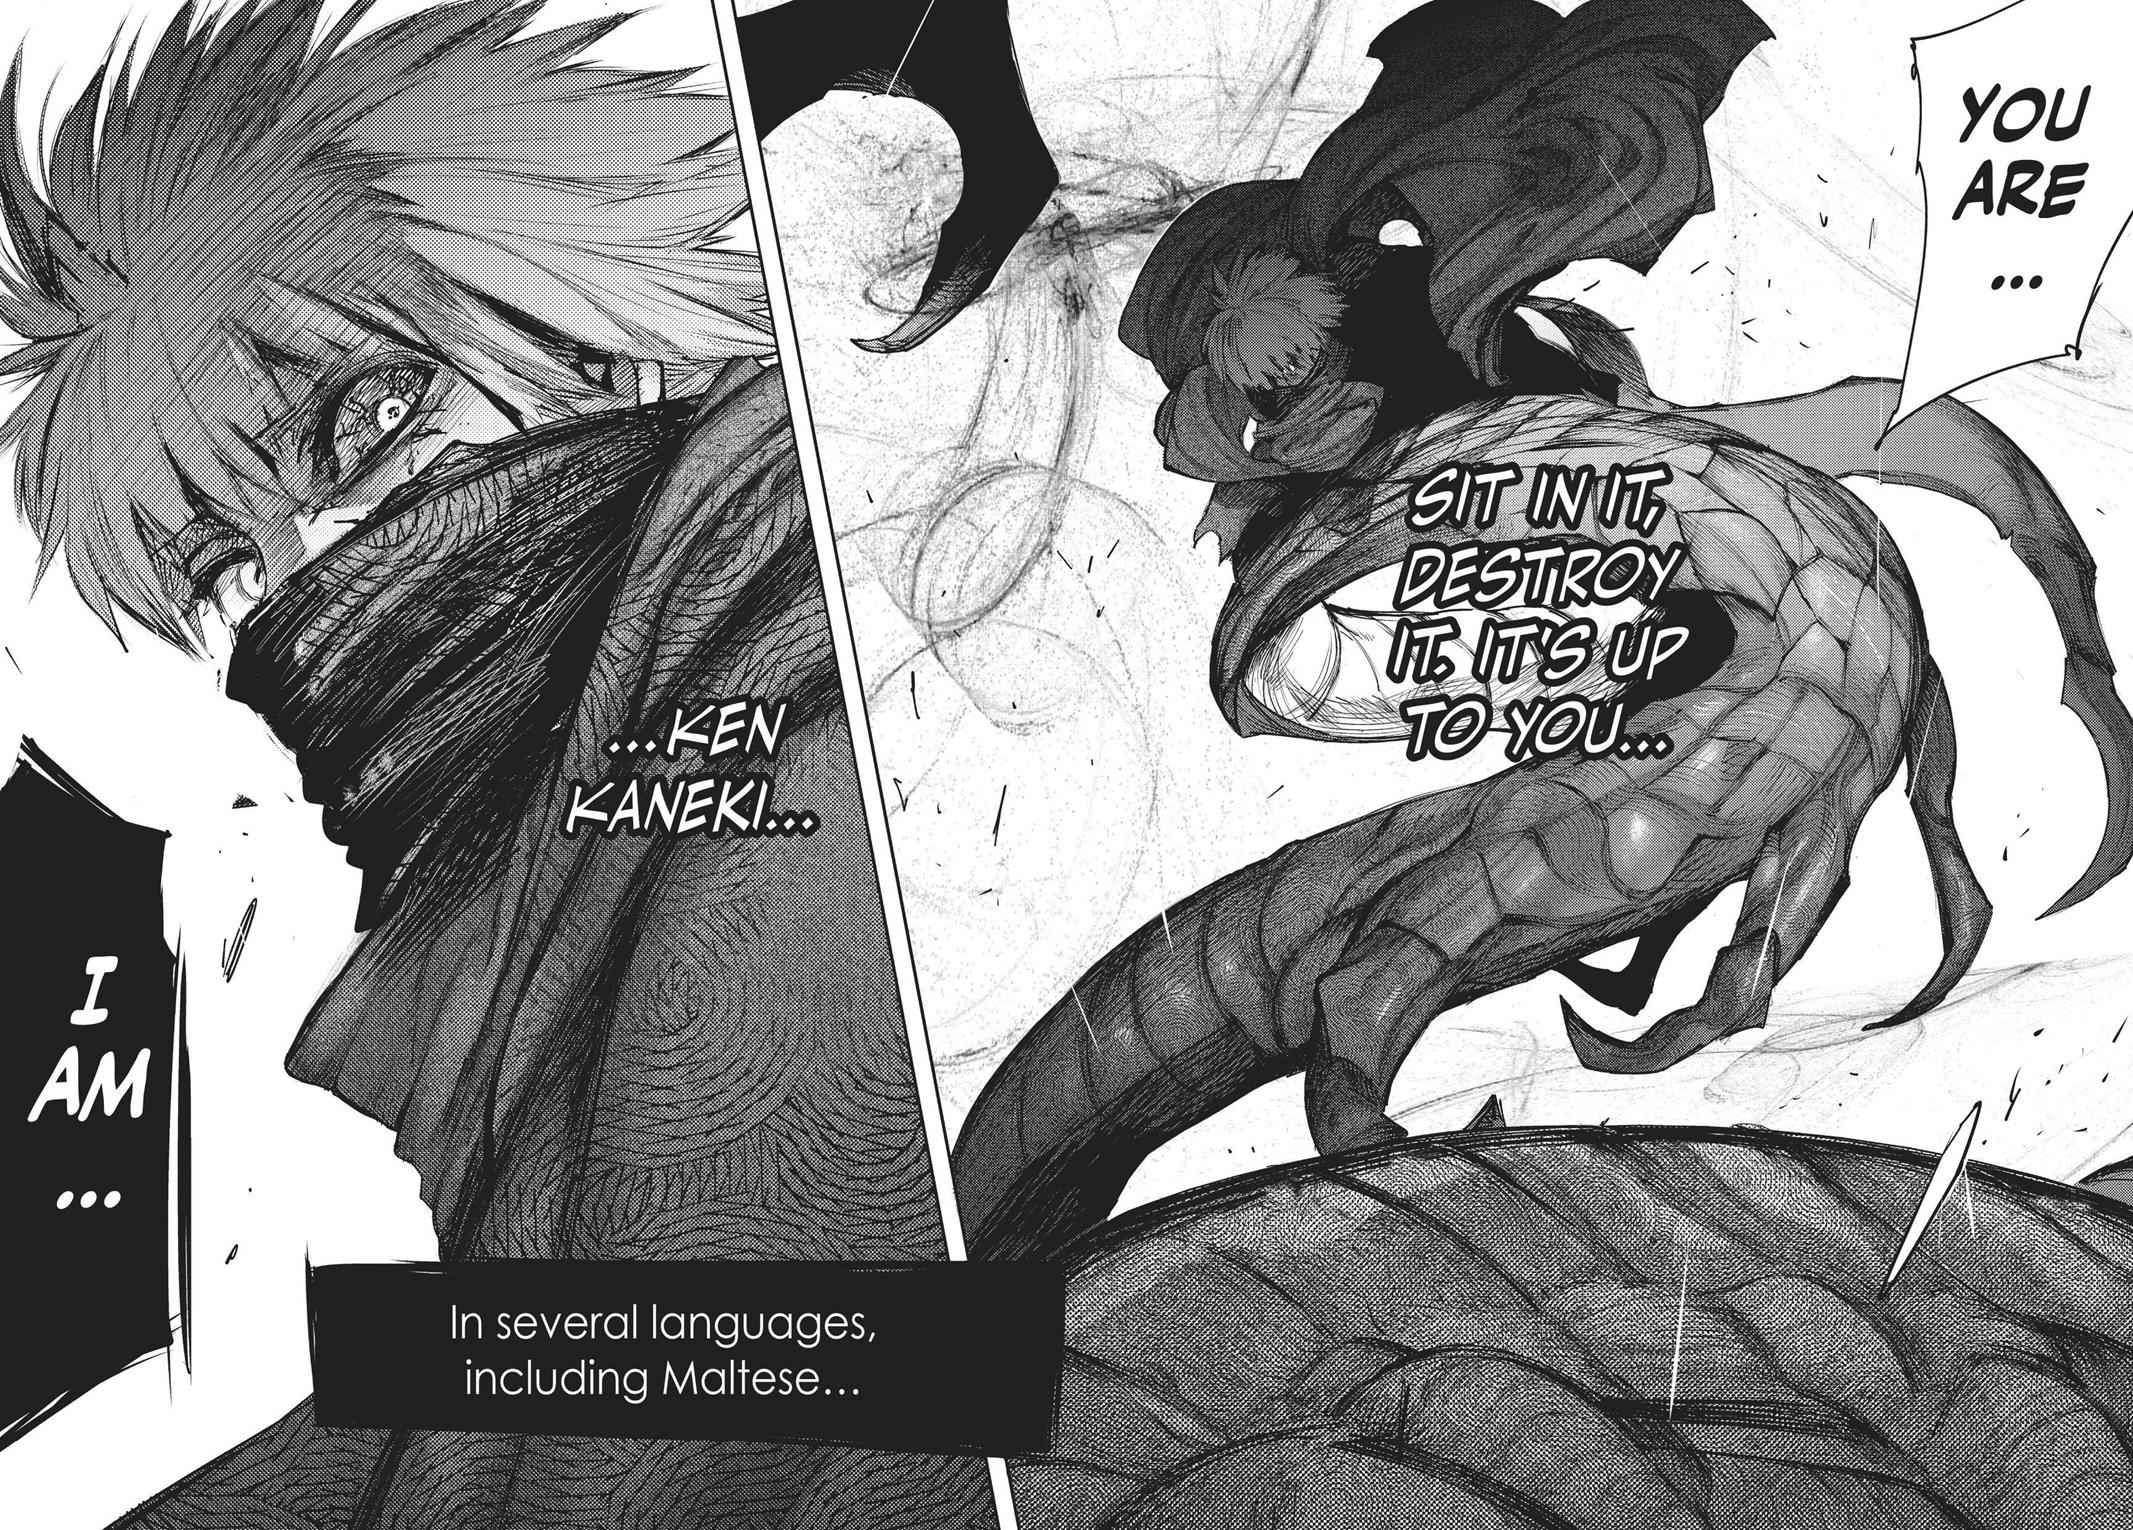 YOU
ARE
...
SIT IN IT,
DESTROY
IT. IT'S UP
TO YOU...
...KEN
KANEKI...
I
AM
...
In several languages,
including Maltese...